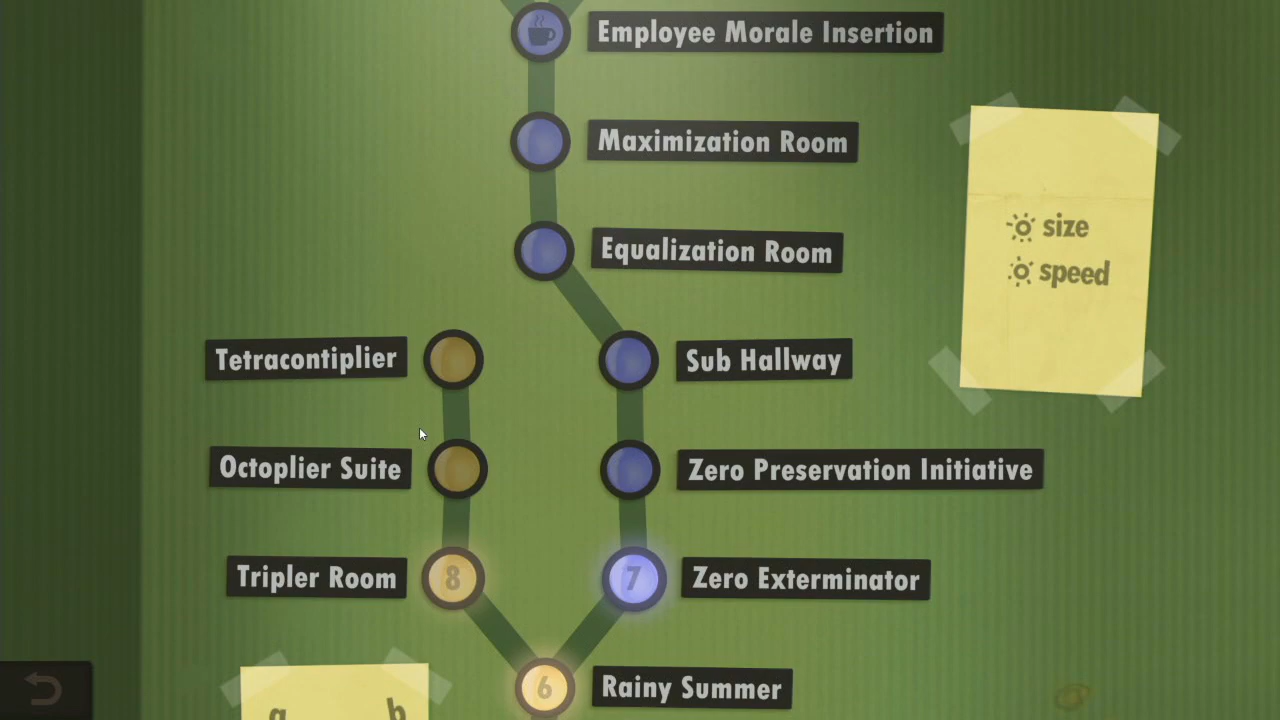 Employee Morale Insertion
Maximization Room
size
speed
Equalization Room
Tetracontiplier
Sub Hallway
Octoplier Suite
Zero Preservation Initiative
Tripler Room
8
7
Zero Exterminator
6
Rainy Summer
a b